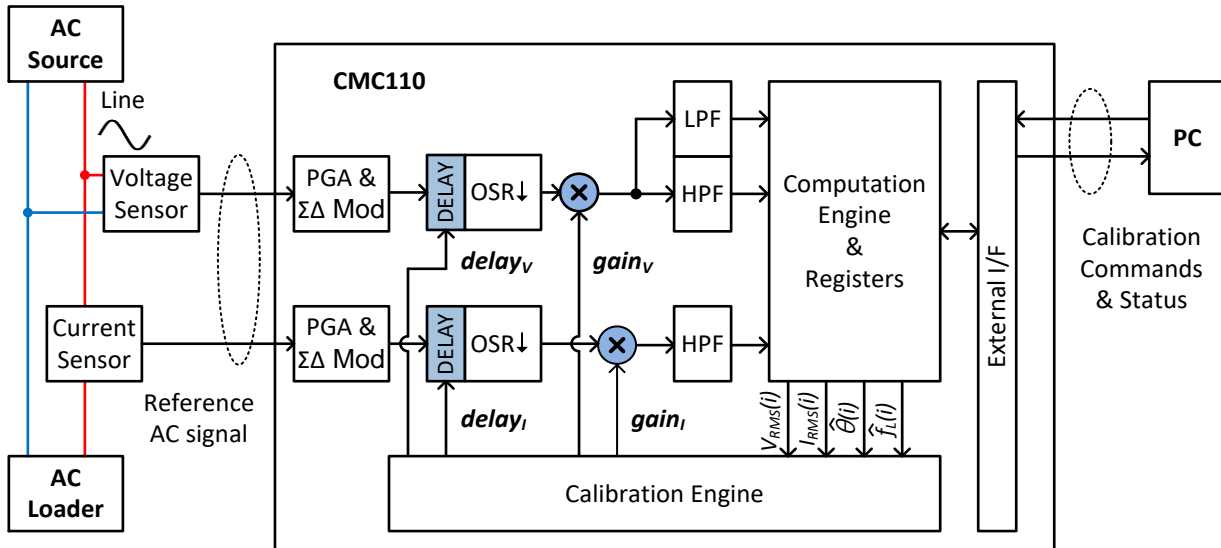 AC
Source
CMC110
Line
Voltage
Sensor
PGA &
ΣΔ Mod
DELAY
OSR↓
LPF
HPF
Computation
Engine
&
Registers
External I/F
PC
Calibration
Commands
& Status
delayV
gainV
Current
Sensor
PGA &
ΣΔ Mod
DELAY
OSR↓
HPF
Reference
AC signal
delayI
gainI
VRMS(i)
IRMS(i)
θ̂(i)
f̂L(i)
AC
Loader
Calibration Engine